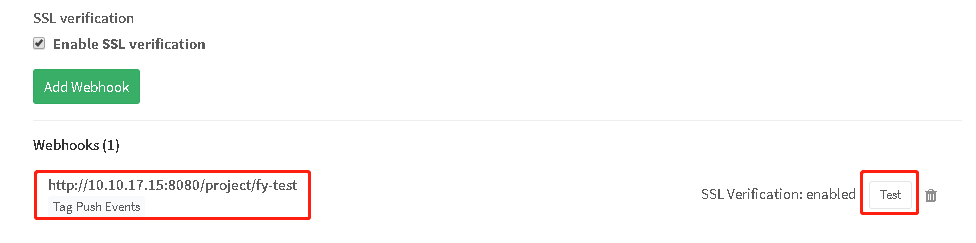 SSL verification
Enable SSL verification
Add Webhook
Webhooks (1)
http://10.10.17.15:8080/project/fy-test
SSL Verification: enabled Test
Tag Push Events